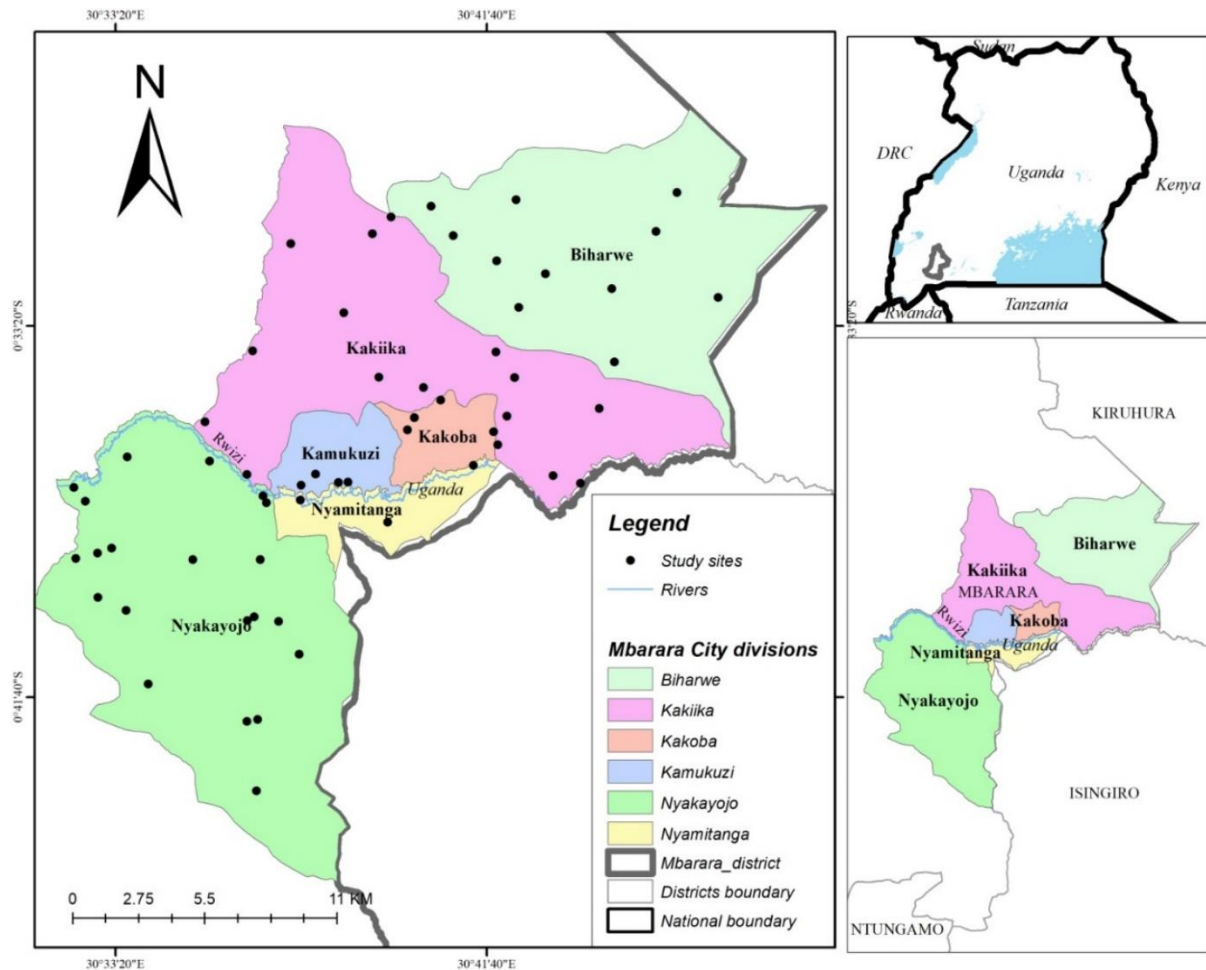 30°33'20"E
30°41'40"E
N
Biharwe
0°33'20"S
Kakiika
Rwizi
Kamukuzi
Kakoba
Uganda
Nyamitanga
Nyakayojo
0°41'40"S
0 2.75 5.5 11 KM
30°33'20"E
30°41'40"E
Legend
Study sites
Rivers
Mbarara City divisions
Biharwe
Kakiika
Kakoba
Kamukuzi
Nyakayojo
Nyamitanga
Mbarara_district
Districts boundary
National boundary
Sudan
DRC
Uganda
Kenya
Rwanda
Tanzania
33'20"S
KIRUHURA
Biharwe
Kakiika
MBARARA
Rwizi
Kakoba
Uganda
Nyamitanga
Nyakayojo
ISINGIRO
NTUNGAMO